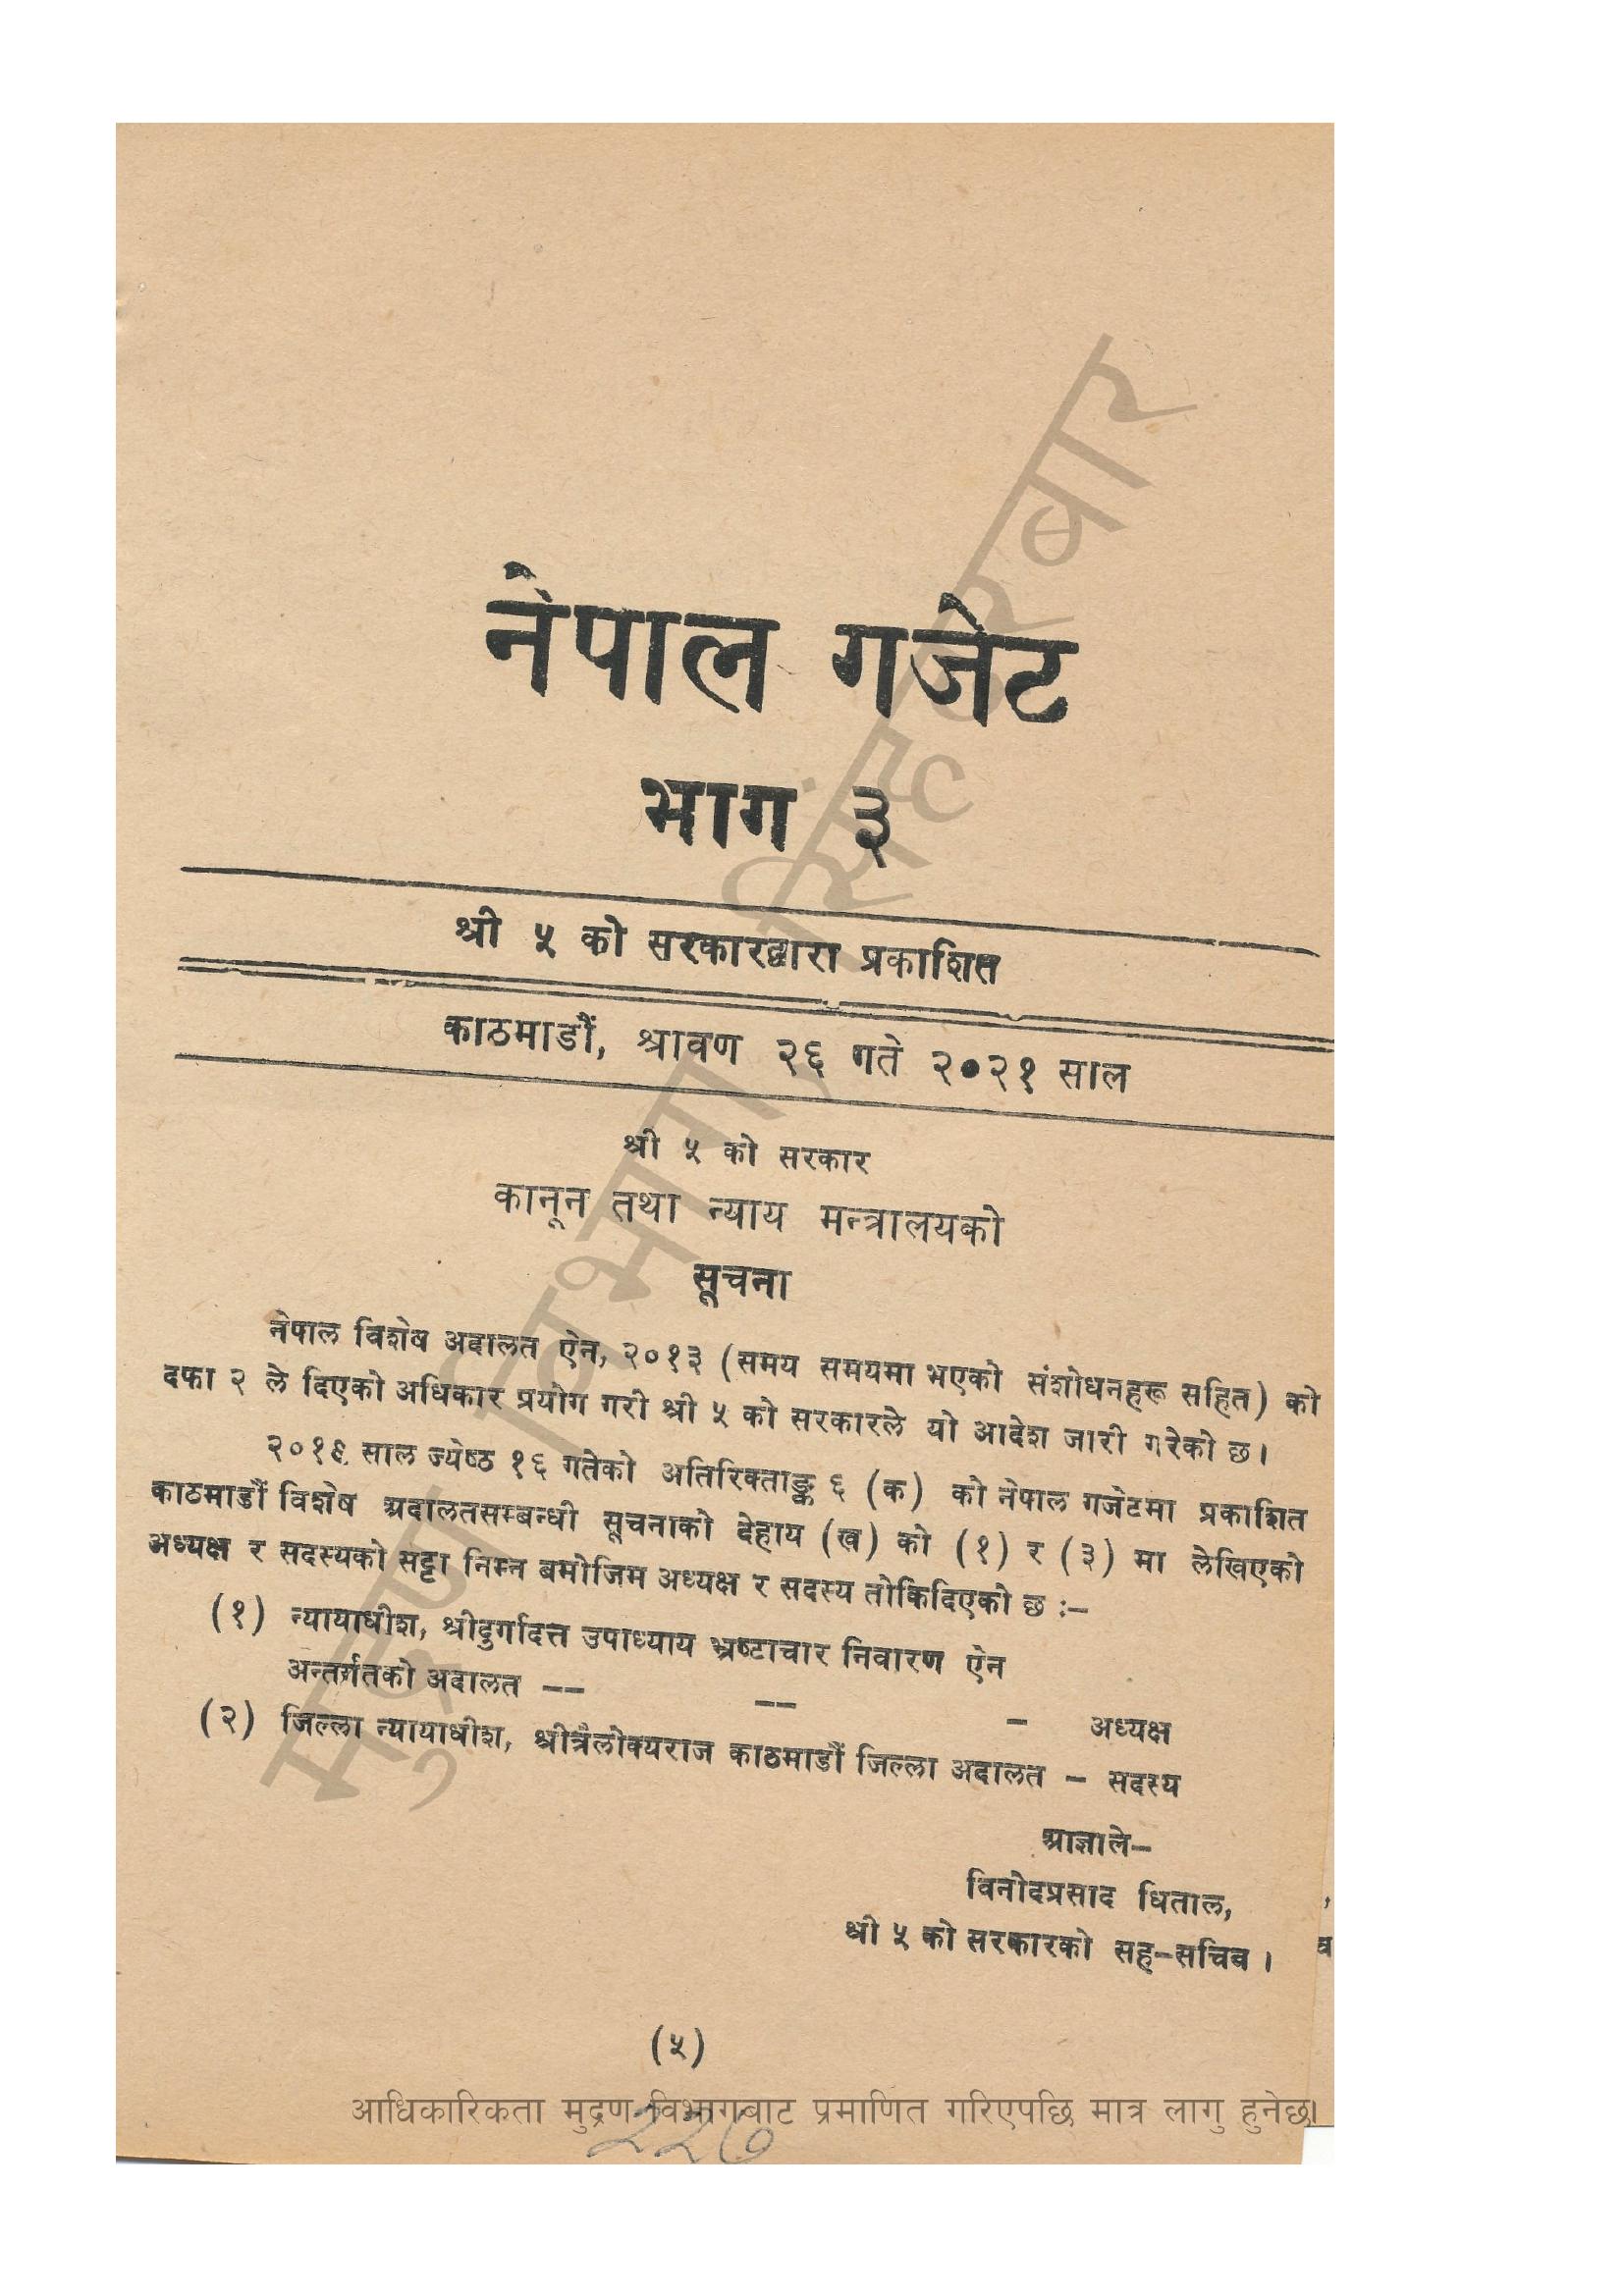 नेपाल गजेट
भाग ३
श्री ५ को सरकारद्वारा प्रकाशित
काठमाडौं, श्रावण २६ गते २०२१ साल
श्री ५ को सरकार
कानून तथा न्याय मन्त्रालयको
सूचना
नेपाल विशेष अदालत ऐन, २०१३ (समय समयमा भएको संशोधनहरू सहित) को
दफा २ ले दिएको अधिकार प्रयोग गरी श्री ५ को सरकारले यो आदेश जारी गरेको छ।
२०१९ साल ज्येष्ठ १६ गतेको अतिरिक्ताङ्क ६ (क) को नेपाल गजेटमा प्रकाशित
काठमाडौं विशेष अदालतसम्बन्धी सूचनाको देहाय (ख) को (१) र (३) मा लेखिएको
अध्यक्ष र सदस्यको सट्टा निम्न बमोजिम अध्यक्ष र सदस्य तोकिदिएको छ :-
(१) न्यायाधीश, श्रीदुर्गादत्त उपाध्याय भ्रष्टाचार निवारण ऐन
अन्तर्गतको अदालत -- -- - अध्यक्ष
(२) जिल्ला न्यायाधीश, श्रीत्रैलोक्यराज काठमाडौं जिल्ला अदालत - सदस्य
आज्ञाले-
विनोदप्रसाद धिताल,
श्री ५ को सरकारको सह-सचिव ।
(५)
आधिकारिकता मुद्रण विभागबाट प्रमाणित गरिएपछि मात्र लागु हुनेछ।
२२७
मुद्रण विभाग, सिंहदरबार